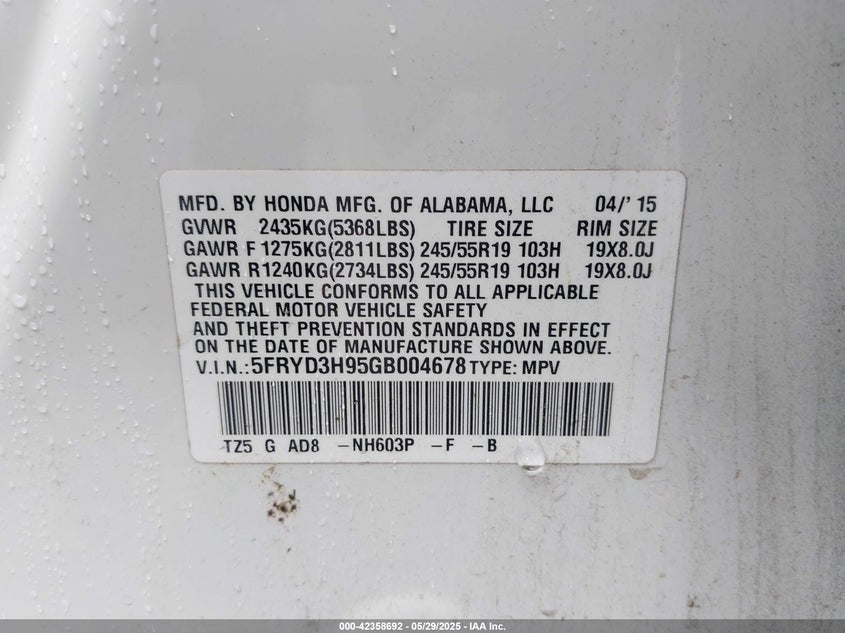 MFD. BY HONDA MFG. OF ALABAMA, LLC 04/' 15
GVWR 2435KG(5368LBS) TIRE SIZE RIM SIZE
GAWR F 1275KG(2811LBS) 245/55R19 103H 19X8.0J
GAWR R1240KG(2734LBS) 245/55R19 103H 19X8.0J
THIS VEHICLE CONFORMS TO ALL APPLICABLE
FEDERAL MOTOR VEHICLE SAFETY
AND THEFT PREVENTION STANDARDS IN EFFECT
ON THE DATE OF MANUFACTURE SHOWN ABOVE.
V.I.N.:5FRYD3H95GB004678 TYPE: MPV
TZ5 G AD8 -NH603P -F -B
000-42358692 - 05/29/2025 - IAA Inc.